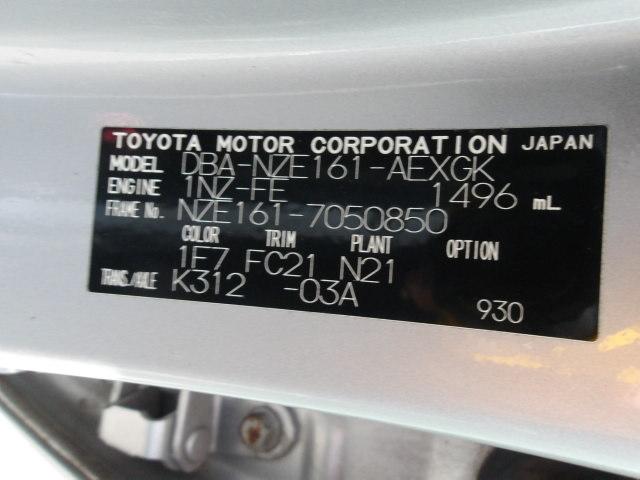 TOYOTA MOTOR CORPORATION JAPAN
MODEL DBA-NZE161-AEXGK
ENGINE 1NZ-FE 1496 mL
FRAME No. NZE161-7050850
COLOR TRIM PLANT OPTION
1F7 FC21 N21
TRANS./AXLE K312 -03A
930